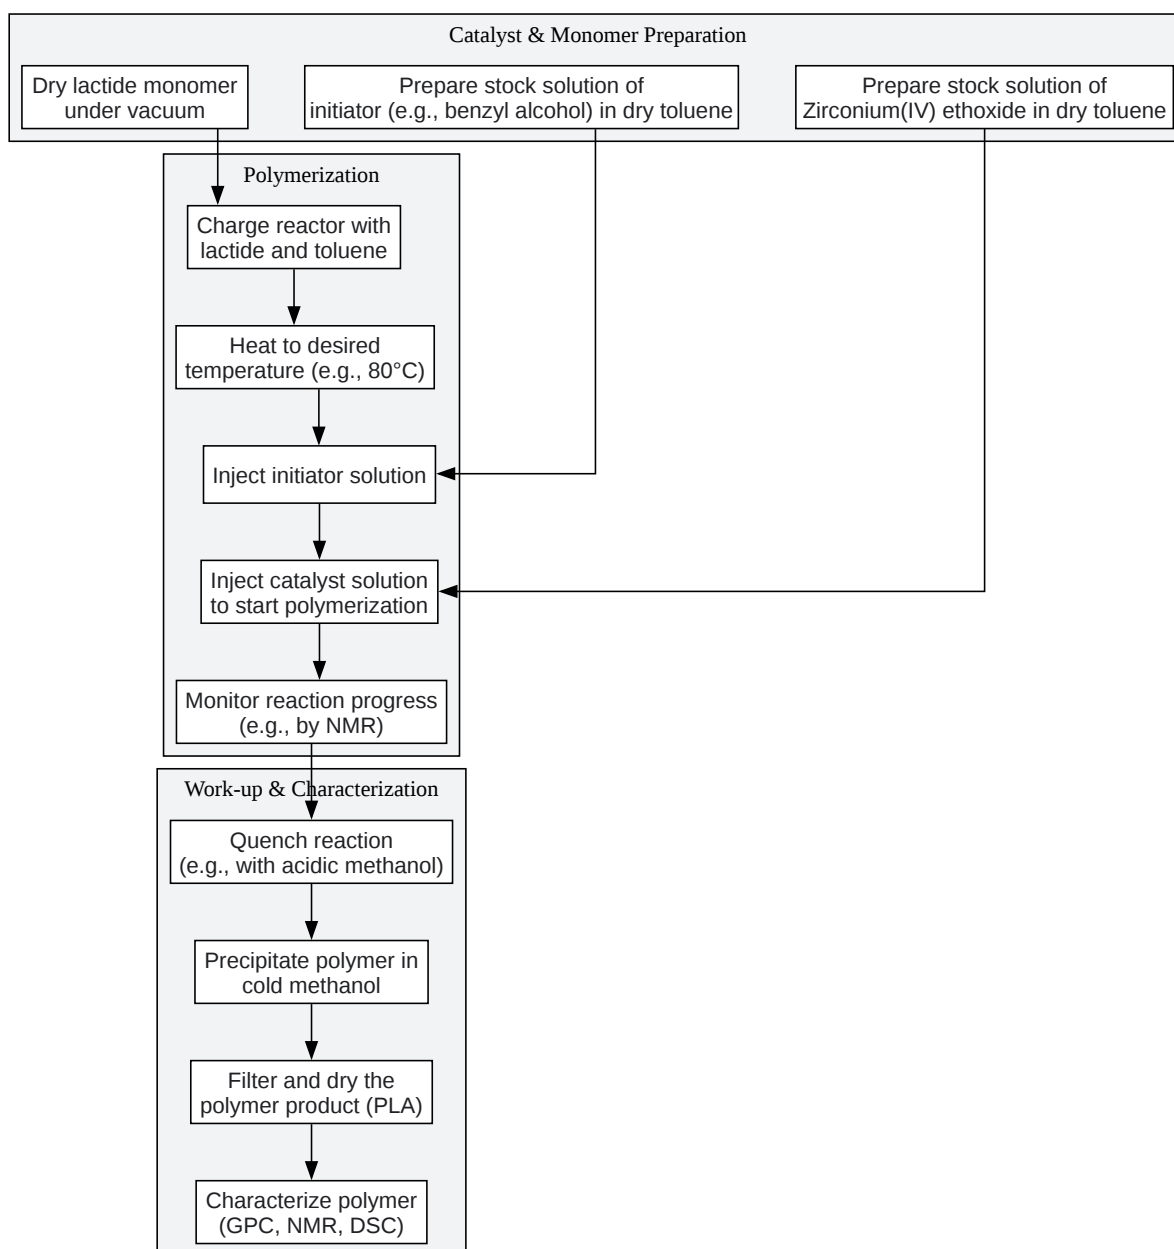 Catalyst & Monomer Preparation
Dry lactide monomer
under vacuum
Prepare stock solution of
initiator (e.g., benzyl alcohol) in dry toluene
Prepare stock solution of
Zirconium(IV) ethoxide in dry toluene
Polymerization
Charge reactor with
lactide and toluene
Heat to desired
temperature (e.g., 80°C)
Inject initiator solution
Inject catalyst solution
to start polymerization
Monitor reaction progress
(e.g., by NMR)
Work-up & Characterization
Quench reaction
(e.g., with acidic methanol)
Precipitate polymer in
cold methanol
Filter and dry the
polymer product (PLA)
Characterize polymer
(GPC, NMR, DSC)